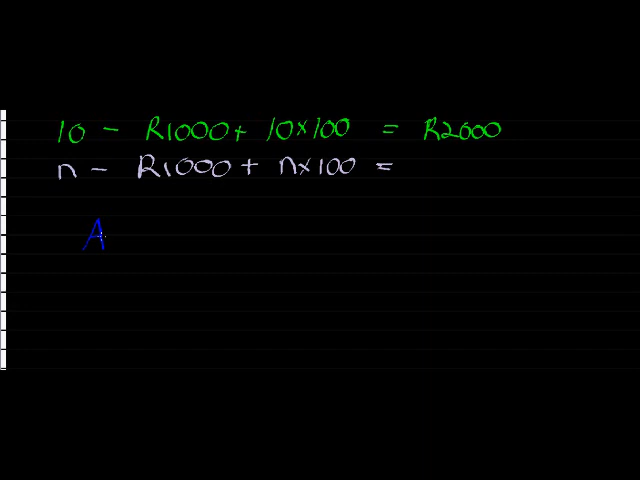 10 - R1000 + 10×100 = R2000
n - R1000 + n×100 =
A